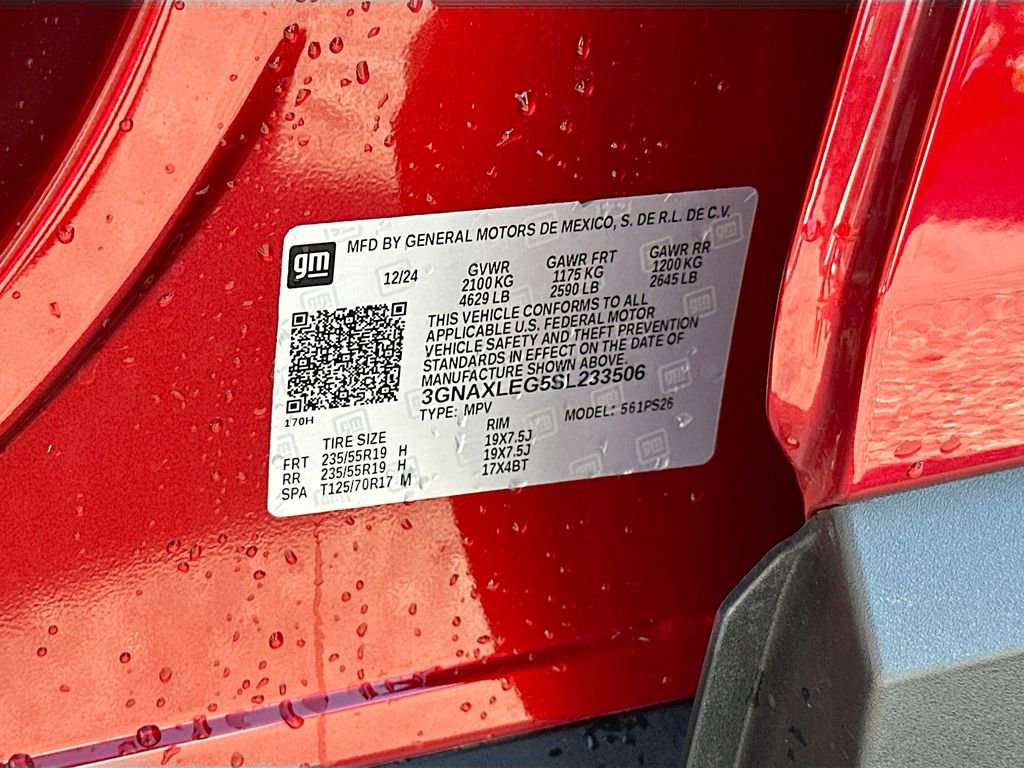 gm
MFD BY GENERAL MOTORS DE MEXICO, S. DE R.L. DE C.V.
12/24
GVWR
2100 KG
4629 LB
GAWR FRT
1175 KG
2590 LB
GAWR RR
1200 KG
2645 LB
THIS VEHICLE CONFORMS TO ALL
APPLICABLE U.S. FEDERAL MOTOR
VEHICLE SAFETY AND THEFT PREVENTION
STANDARDS IN EFFECT ON THE DATE OF
MANUFACTURE SHOWN ABOVE.
3GNAXLEG5SL233506
TYPE: MPV MODEL: 561PS26
170H
TIRE SIZE RIM
FRT 235/55R19 H 19X7.5J
RR 235/55R19 H 19X7.5J
SPA T125/70R17 M 17X4BT